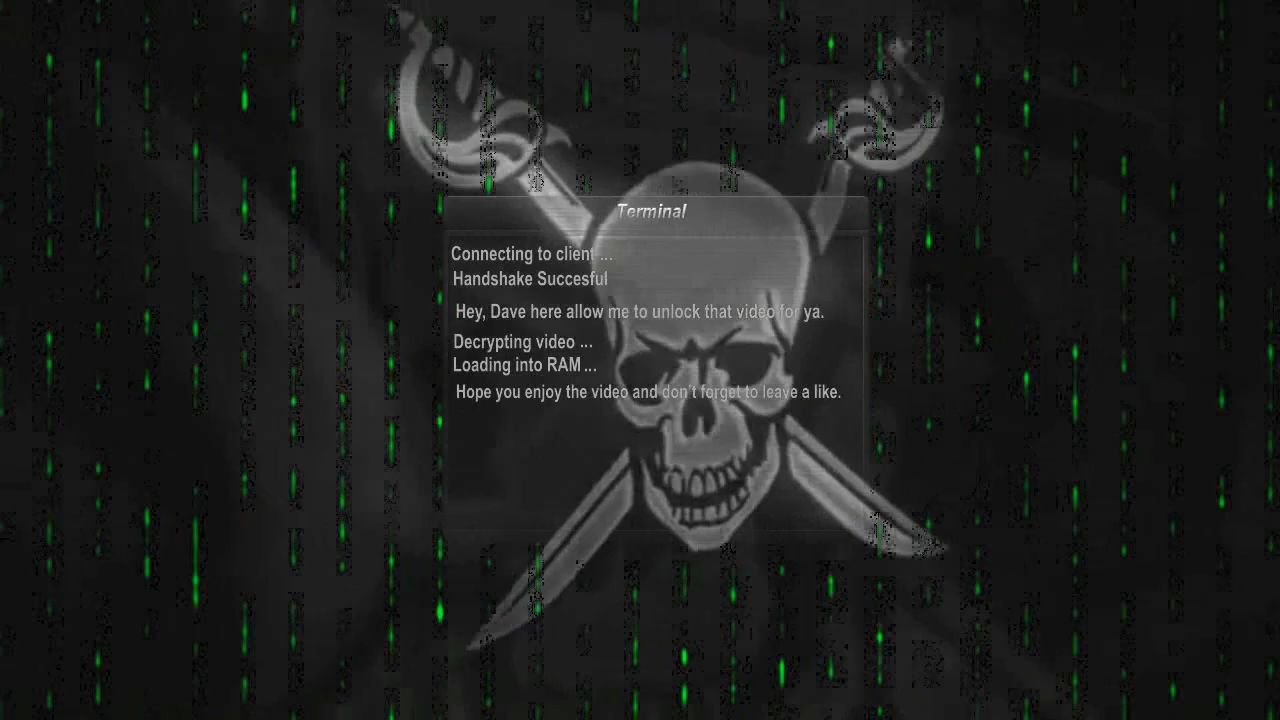 Terminal
Connecting to client ...
Handshake Succesful
Hey, Dave here allow me to unlock that video for ya.
Decrypting video ...
Loading into RAM ...
Hope you enjoy the video and don't forget to leave a like.